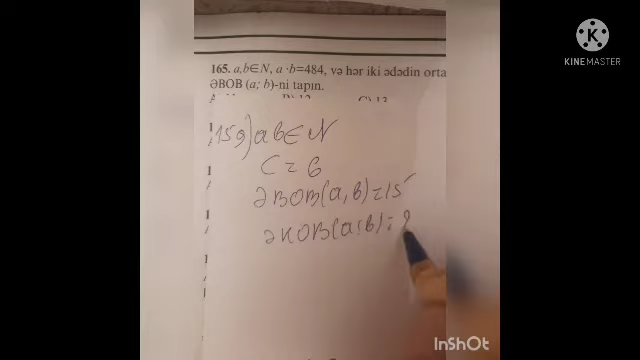 165. a,b∈N, a·b=484, və hər iki ədədin orta
ƏBOB (a; b)-ni tapın.
159) a b ∈ N
C = 6
ƏBOB(a,b)=15
ƏKOB(a;b)=
KINEMASTER
InShOt